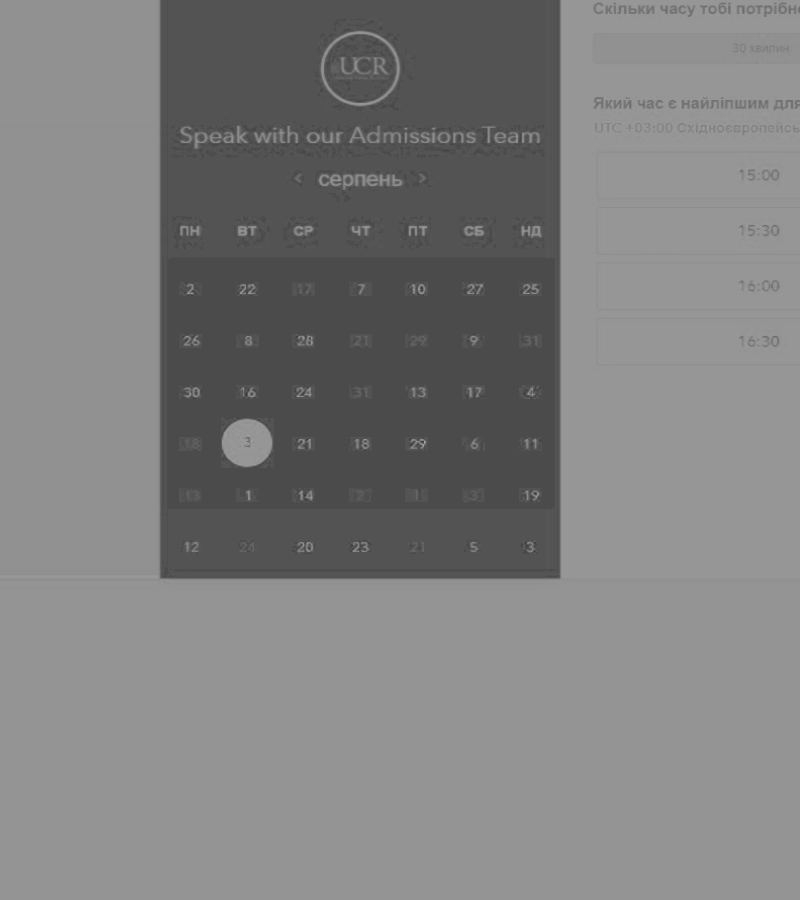 UCR
Speak with our Admissions Team
< серпень >
ПН ВТ СР ЧТ ПТ СБ НД
2 22 17 7 10 27 25
26 8 28 21 29 9 31
30 16 24 31 13 17 4
18 3 21 18 29 6 11
13 1 14 2 1 3 19
12 24 20 23 21 5 3
Скільки часу тобі потрібн
30 хвилин
Який час є найліпшим для
UTC +03:00 Східноєвропейсь
15:00
15:30
16:00
16:30